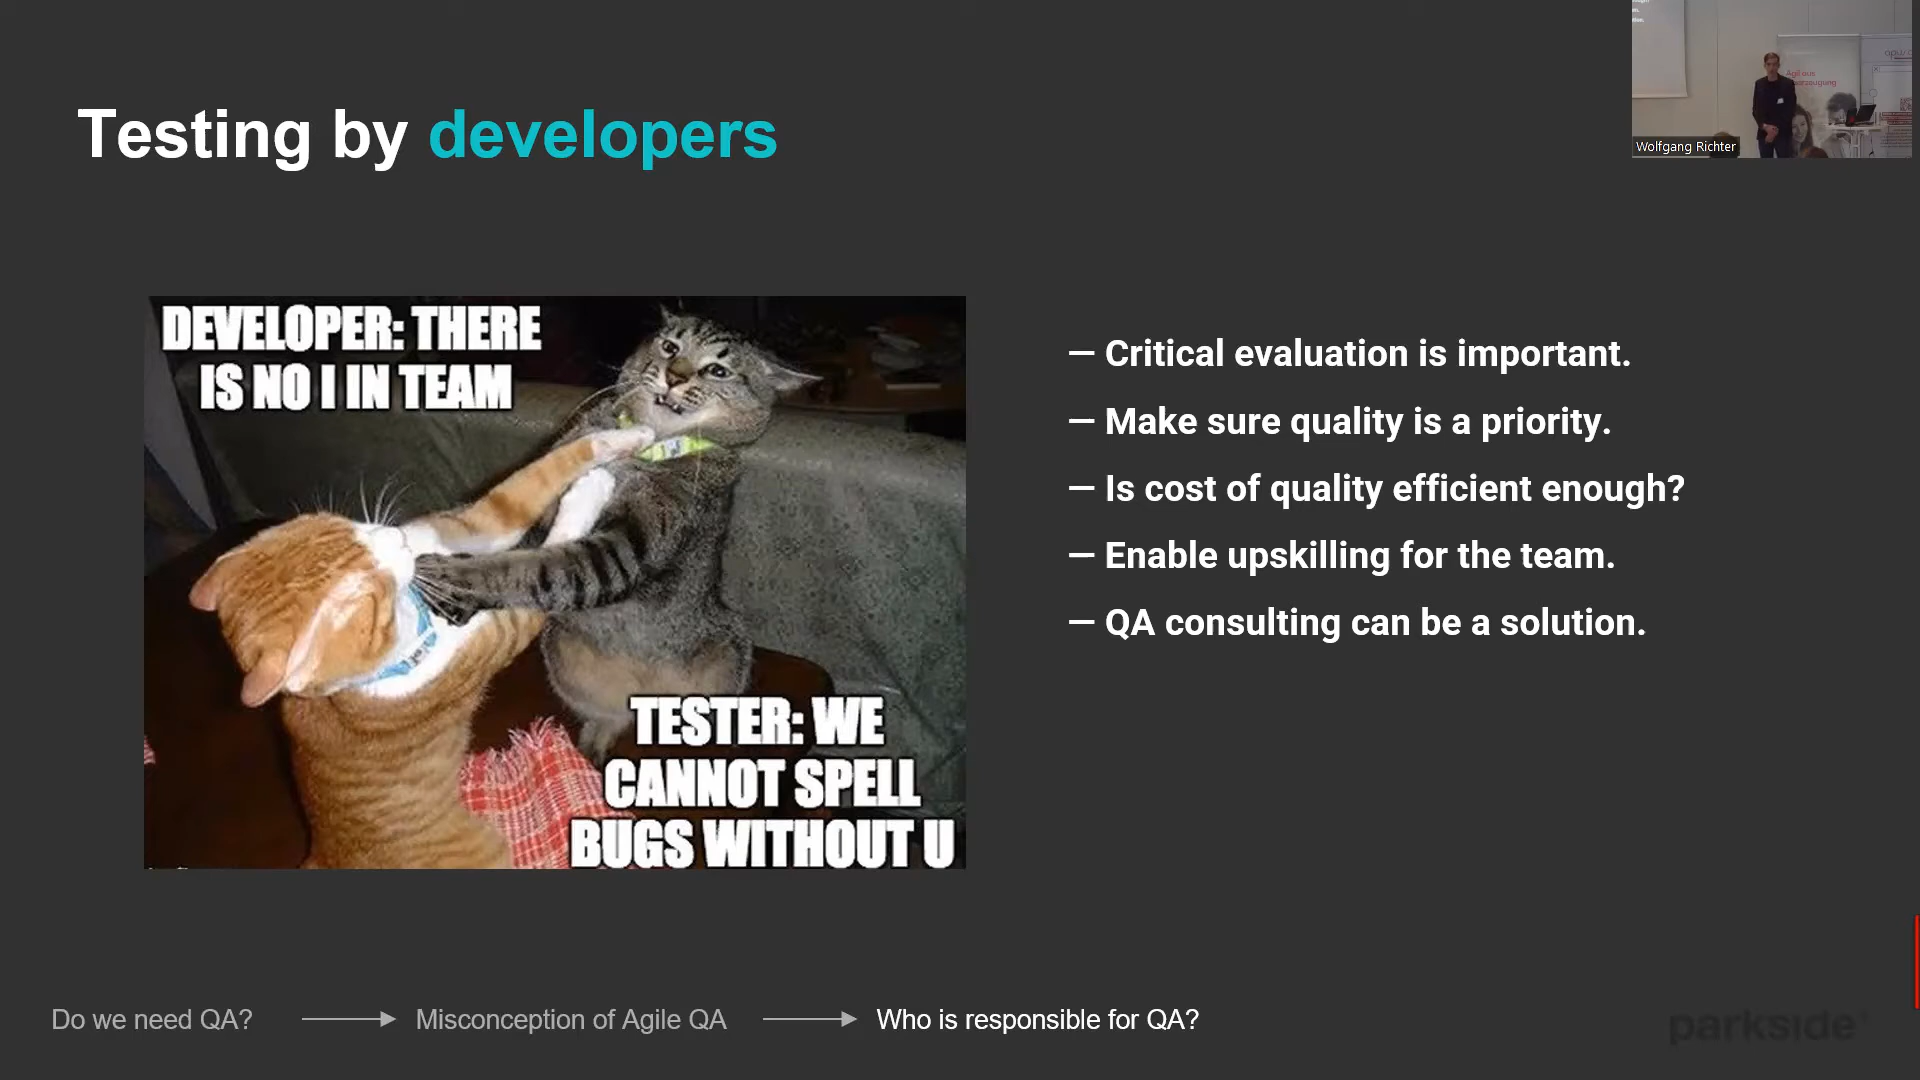 Testing by developers
Wolfgang Richter
Agil aus
DEVELOPER: THERE
IS NO I IN TEAM
TESTER: WE
CANNOT SPELL
BUGS WITHOUT U
— Critical evaluation is important.
— Make sure quality is a priority.
— Is cost of quality efficient enough?
— Enable upskilling for the team.
— QA consulting can be a solution.
Do we need QA?
Misconception of Agile QA
Who is responsible for QA?
parkside